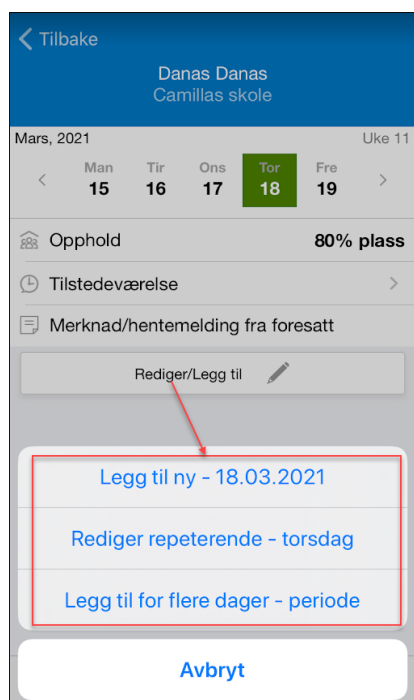 Tilbake
Danas Danas
Camillas skole
Mars, 2021 Uke 11
Man Tir Ons Tor Fre
15 16 17 18 19
Opphold 80% plass
Tilstedeværelse
Merknad/hentemelding fra foresatt
Rediger/Legg til
Legg til ny - 18.03.2021
Rediger repeterende - torsdag
Legg til for flere dager - periode
Avbryt